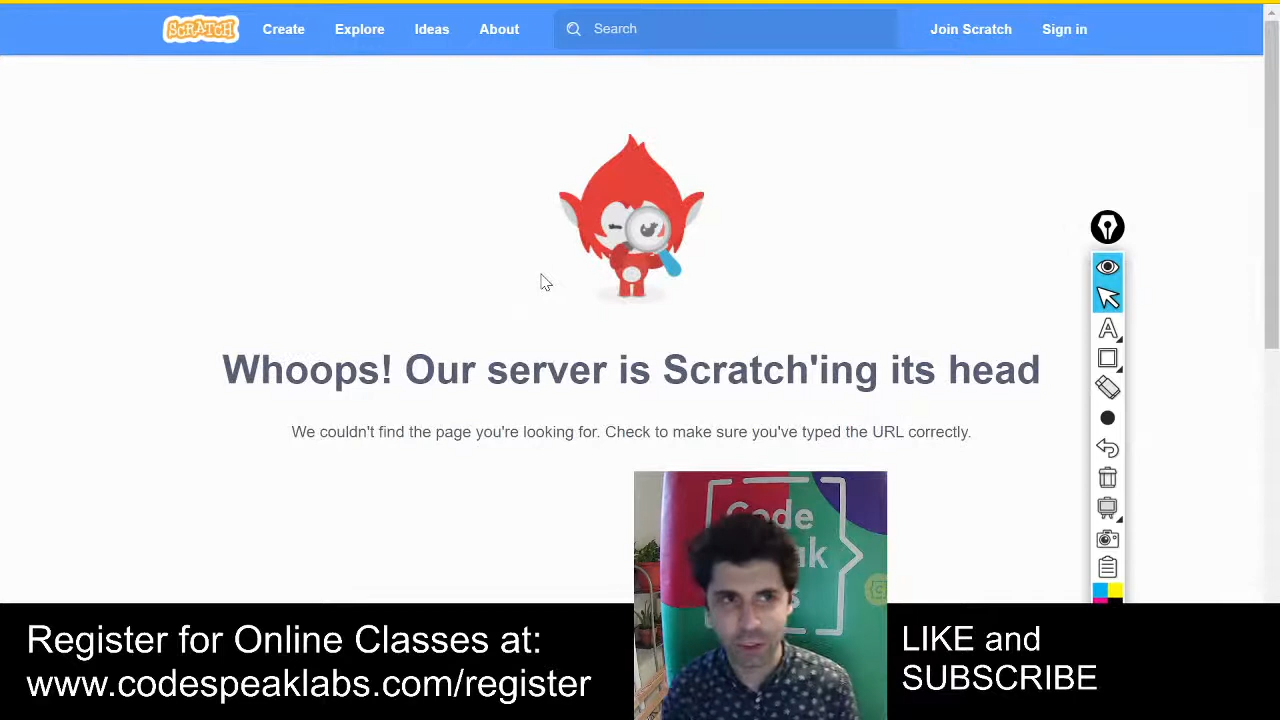 SCRATCH
Create
Explore
Ideas
About
Search
Join Scratch
Sign in
Whoops! Our server is Scratch'ing its head
We couldn't find the page you're looking for. Check to make sure you've typed the URL correctly.
A
Code
Register for Online Classes at:
www.codespeaklabs.com/register
LIKE and
SUBSCRIBE